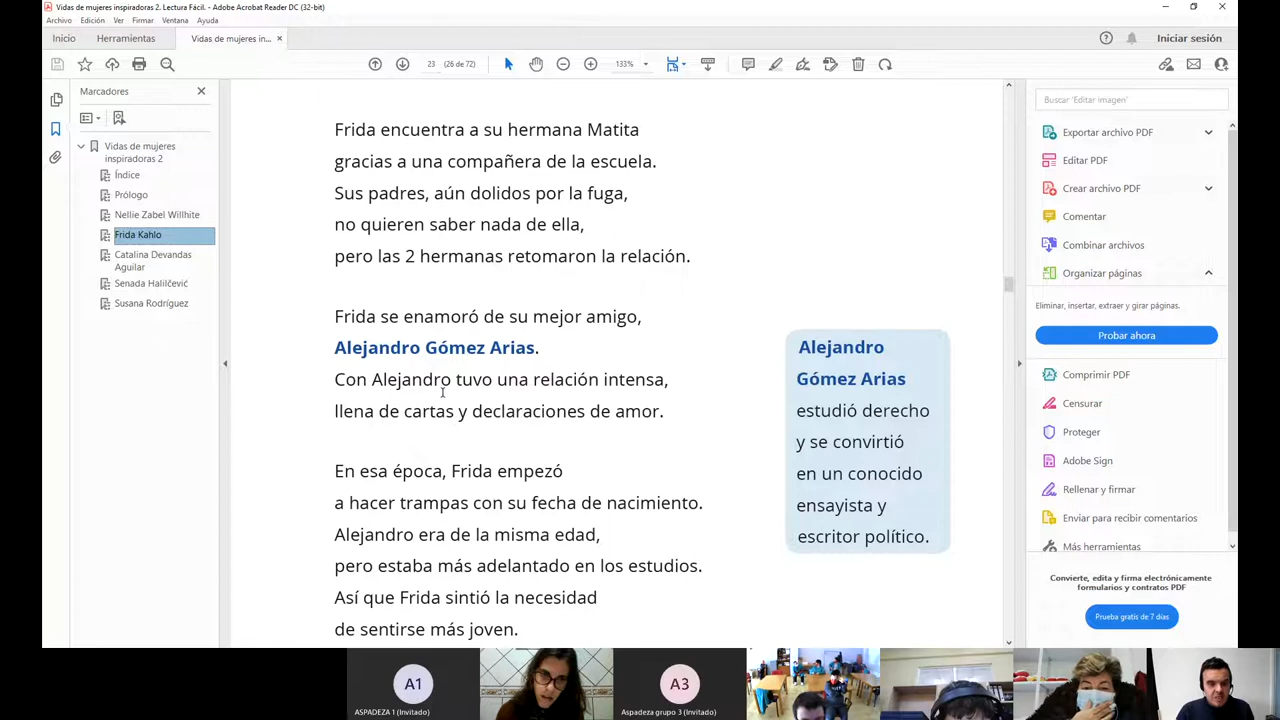 Vidas de mujeres inspiradoras 2. Lectura Fácil. - Adobe Acrobat Reader DC (32-bit)
Archivo Edición Ver Firmar Ventana Ayuda
Inicio Herramientas Vidas de mujeres in... × Iniciar sesión
23 (26 de 72) 133%
Marcadores
Vidas de mujeres
inspiradoras 2
Índice
Prólogo
Nellie Zabel Willhite
Frida Kahlo
Catalina Devandas
Aguilar
Senada Halilčević
Susana Rodríguez
Frida encuentra a su hermana Matita
gracias a una compañera de la escuela.
Sus padres, aún dolidos por la fuga,
no quieren saber nada de ella,
pero las 2 hermanas retomaron la relación.
Frida se enamoró de su mejor amigo,
Alejandro Gómez Arias.
Con Alejandro tuvo una relación intensa,
llena de cartas y declaraciones de amor.
En esa época, Frida empezó
a hacer trampas con su fecha de nacimiento.
Alejandro era de la misma edad,
pero estaba más adelantado en los estudios.
Así que Frida sintió la necesidad
de sentirse más joven.
Alejandro
Gómez Arias
estudió derecho
y se convirtió
en un conocido
ensayista y
escritor político.
Buscar 'Editar imagen'
Exportar archivo PDF
Editar PDF
Crear archivo PDF
Comentar
Combinar archivos
Organizar páginas
Eliminar, insertar, extraer y girar páginas.
Probar ahora
Comprimir PDF
Censurar
Proteger
Adobe Sign
Rellenar y firmar
Enviar para recibir comentarios
Más herramientas
Convierte, edita y firma electrónicamente
formularios y contratos PDF
Prueba gratis de 7 días
A1
ASPADEZA 1 (Invitado)
A3
Aspadeza grupo 3 (Invitado)